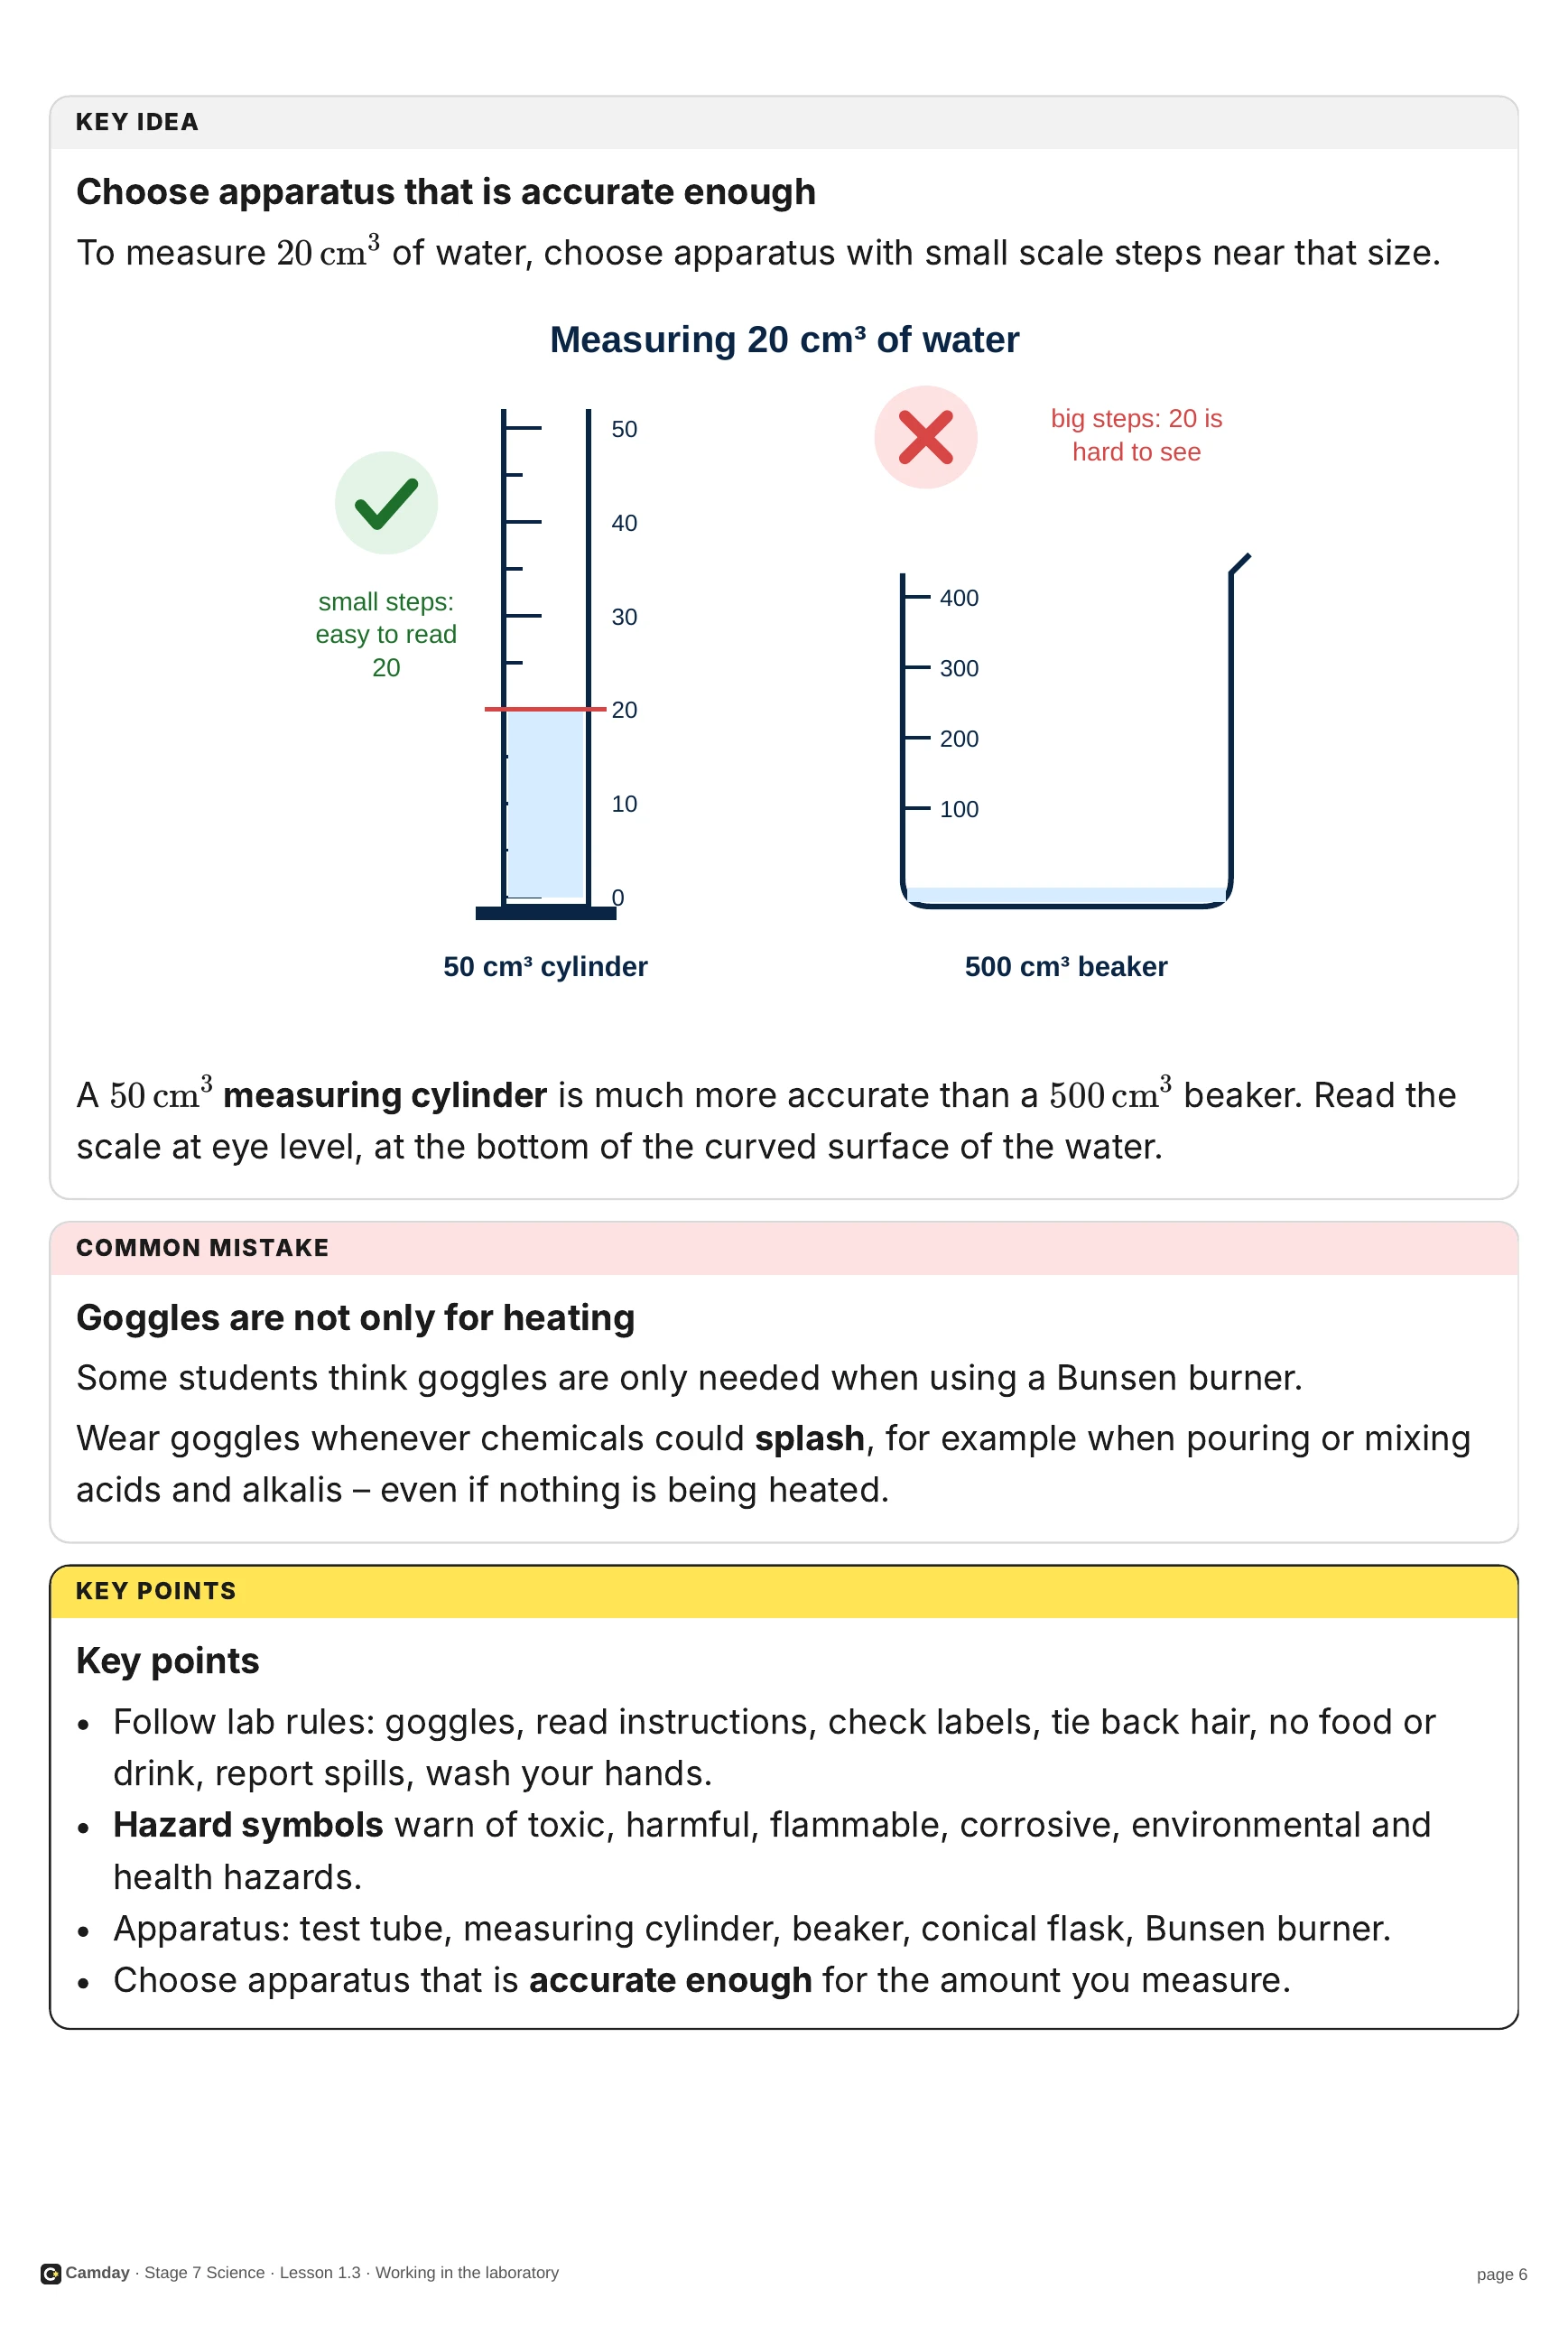 KEY IDEA
Choose apparatus that is accurate enough
To measure 20 cm³ of water, choose apparatus with small scale steps near that size.
Measuring 20 cm³ of water
small steps:
easy to read
20
50
40
30
20
10
0
50 cm³ cylinder
big steps: 20 is
hard to see
400
300
200
100
500 cm³ beaker
A 50 cm³ measuring cylinder is much more accurate than a 500 cm³ beaker. Read the
scale at eye level, at the bottom of the curved surface of the water.
COMMON MISTAKE
Goggles are not only for heating
Some students think goggles are only needed when using a Bunsen burner.
Wear goggles whenever chemicals could splash, for example when pouring or mixing
acids and alkalis – even if nothing is being heated.
KEY POINTS
Key points
• Follow lab rules: goggles, read instructions, check labels, tie back hair, no food or
drink, report spills, wash your hands.
• Hazard symbols warn of toxic, harmful, flammable, corrosive, environmental and
health hazards.
• Apparatus: test tube, measuring cylinder, beaker, conical flask, Bunsen burner.
• Choose apparatus that is accurate enough for the amount you measure.
Camday · Stage 7 Science · Lesson 1.3 · Working in the laboratory
page 6